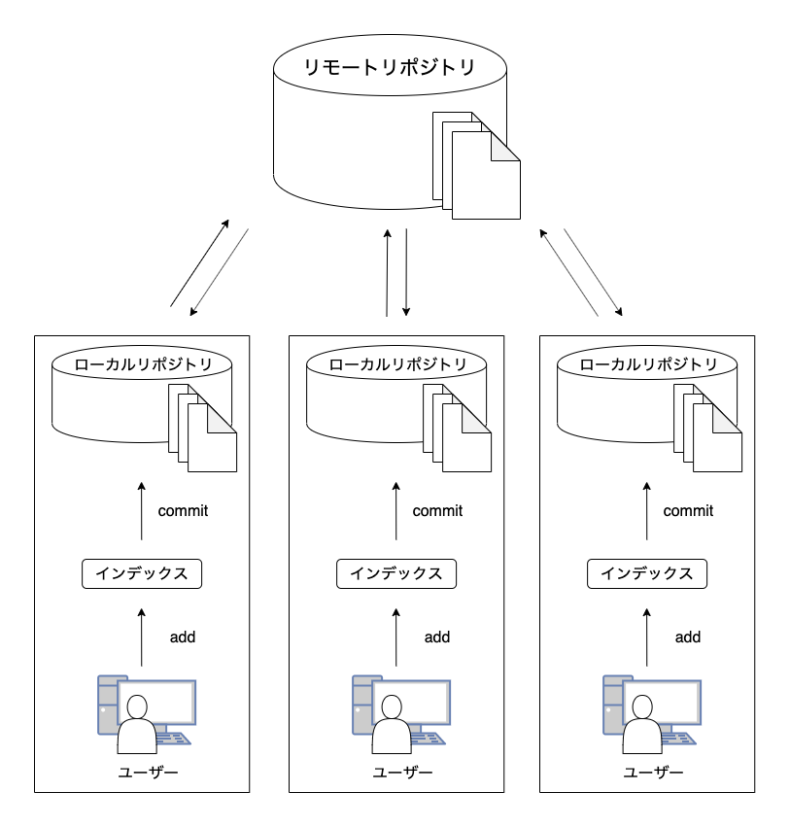 リモートリポジトリ
ローカルリポジトリ
ローカルリポジトリ
ローカルリポジトリ
commit
commit
commit
インデックス
インデックス
インデックス
add
add
add
ユーザー
ユーザー
ユーザー